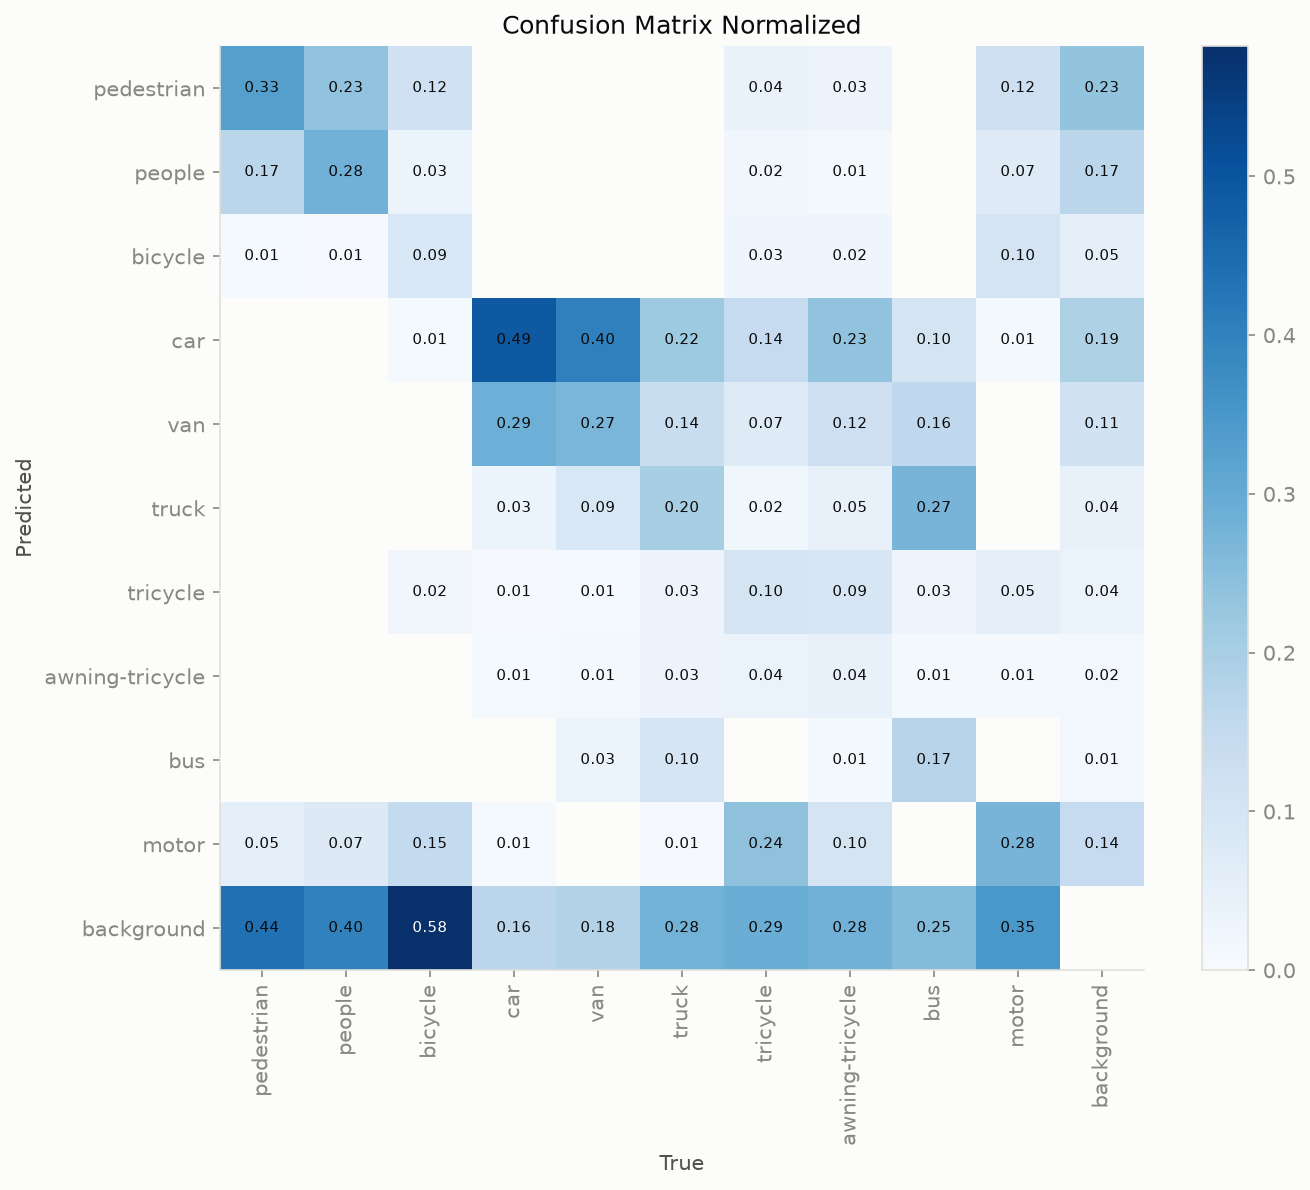 Confusion Matrix Normalized
pedestrian 0.33 0.23 0.12 0.04 0.03 0.12 0.23
people 0.17 0.28 0.03 0.02 0.01 0.07 0.17
bicycle 0.01 0.01 0.09 0.03 0.02 0.10 0.05
car 0.01 0.49 0.40 0.22 0.14 0.23 0.10 0.01 0.19
van 0.29 0.27 0.14 0.07 0.12 0.16 0.11
truck 0.03 0.09 0.20 0.02 0.05 0.27 0.04
tricycle 0.02 0.01 0.01 0.03 0.10 0.09 0.03 0.05 0.04
awning-tricycle 0.01 0.01 0.03 0.04 0.04 0.01 0.01 0.02
bus 0.03 0.10 0.01 0.17 0.01
motor 0.05 0.07 0.15 0.01 0.01 0.24 0.10 0.28 0.14
background 0.44 0.40 0.58 0.16 0.18 0.28 0.29 0.28 0.25 0.35
Predicted
pedestrian
people
bicycle
car
van
truck
tricycle
awning-tricycle
bus
motor
background
True
0.5
0.4
0.3
0.2
0.1
0.0